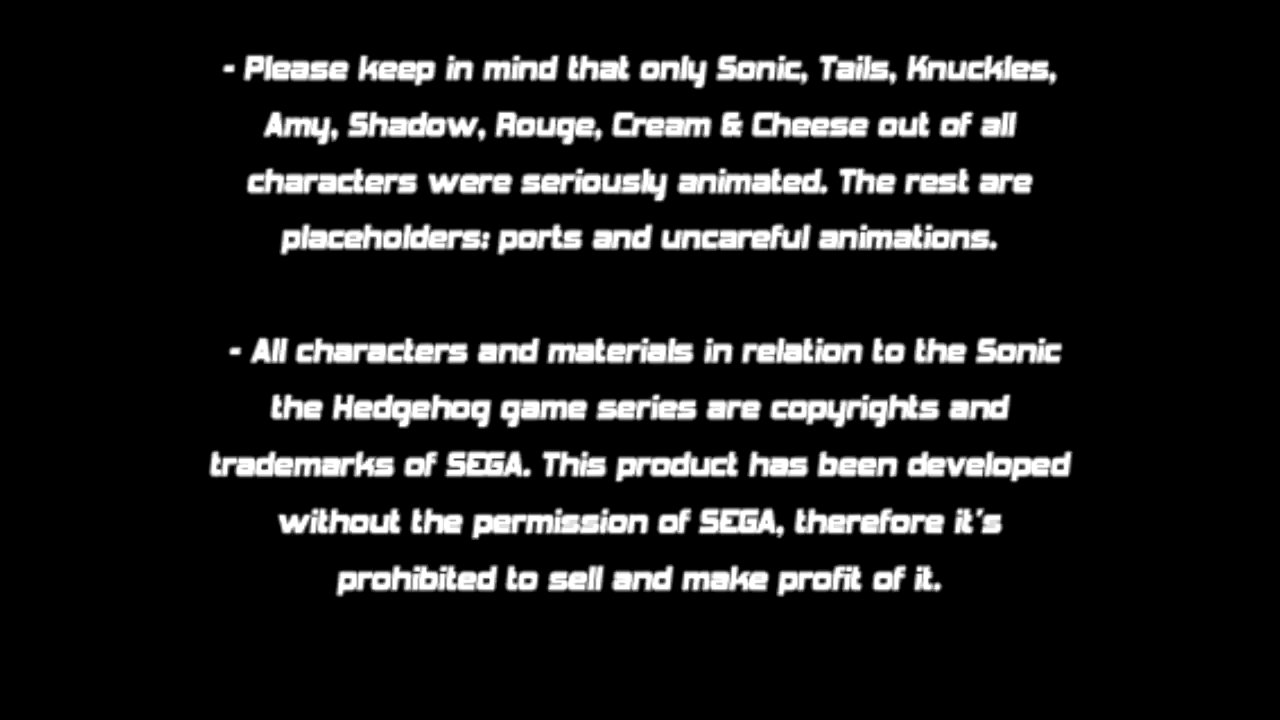 - Please keep in mind that only Sonic, Tails, Knuckles,
Amy, Shadow, Rouge, Cream & Cheese out of all
characters were seriously animated. The rest are
placeholders: ports and uncareful animations.
- All characters and materials in relation to the Sonic
the Hedgehog game series are copyrights and
trademarks of SEGA. This product has been developed
without the permission of SEGA, therefore it's
prohibited to sell and make profit of it.